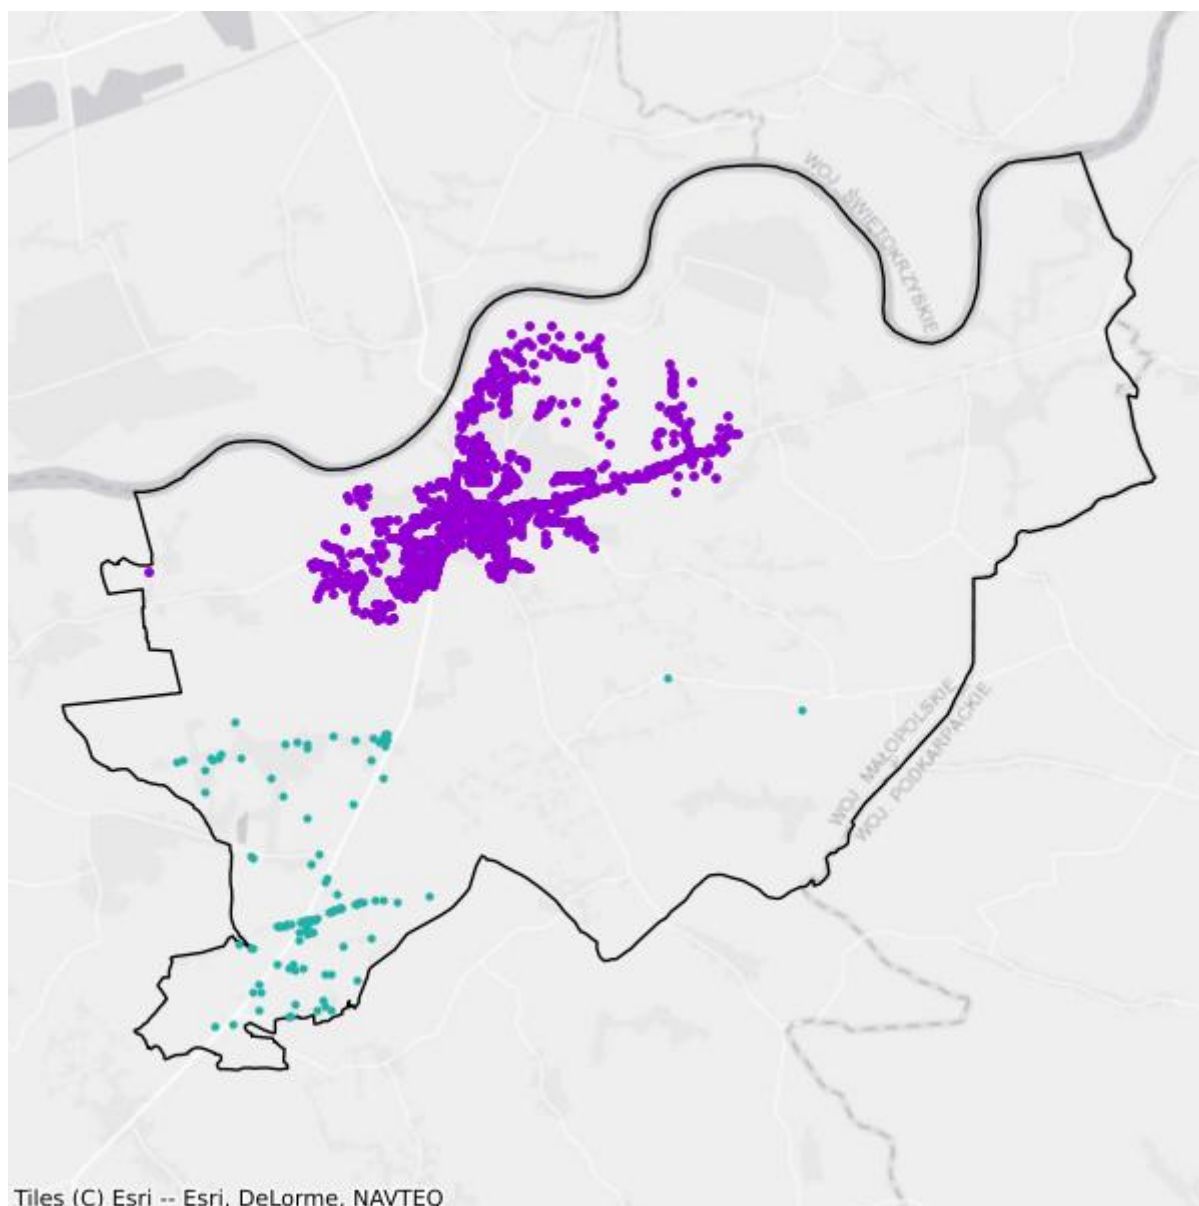 WOJ. ŚWIĘTOKRZYSKIE
WOJ. MAŁOPOLSKIE
WOJ. PODKARPACKIE
Tiles (C) Esri -- Esri, DeLorme, NAVTEQ